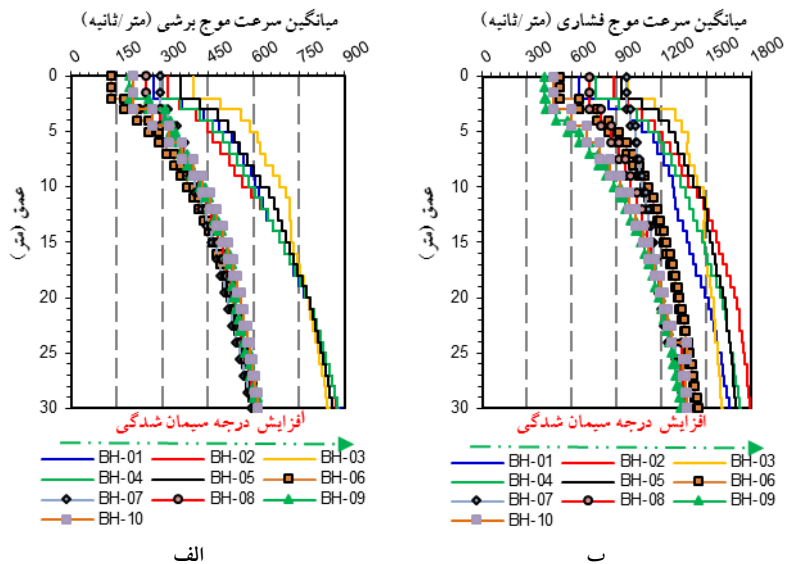 میانگین سرعت موج برشی (متر/ثانیه)
0 150 300 450 600 750 900
عمق (متر)
0
5
10
15
20
25
30
أفزایش درجه سیمان شدگی
BH-01 BH-02 BH-03
BH-04 BH-05 BH-06
BH-07 BH-08 BH-09
BH-10
الف
میانگین سرعت موج فشاری (متر/ثانیه)
0 300 600 900 1200 1500 1800
عمق (متر)
0
5
10
15
20
25
30
افزایش درجه سیمان شدگی
BH-01 BH-02 BH-03
BH-04 BH-05 BH-06
BH-07 BH-08 BH-09
BH-10
ب